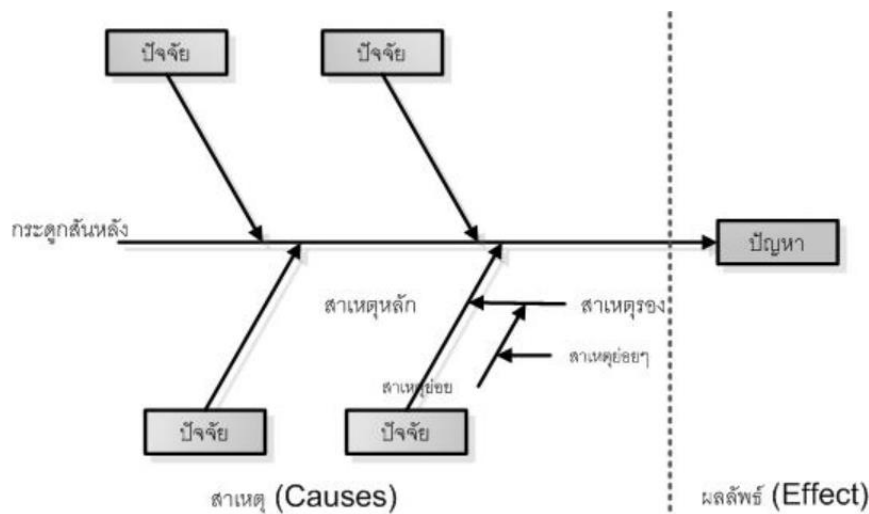 ปัจจัย
ปัจจัย
กระดูกสันหลัง
ปัญหา
สาเหตุหลัก
สาเหตุรอง
สาเหตุย่อยๆ
สาเหตุย่อย
ปัจจัย
ปัจจัย
สาเหตุ (Causes)
ผลลัพธ์ (Effect)